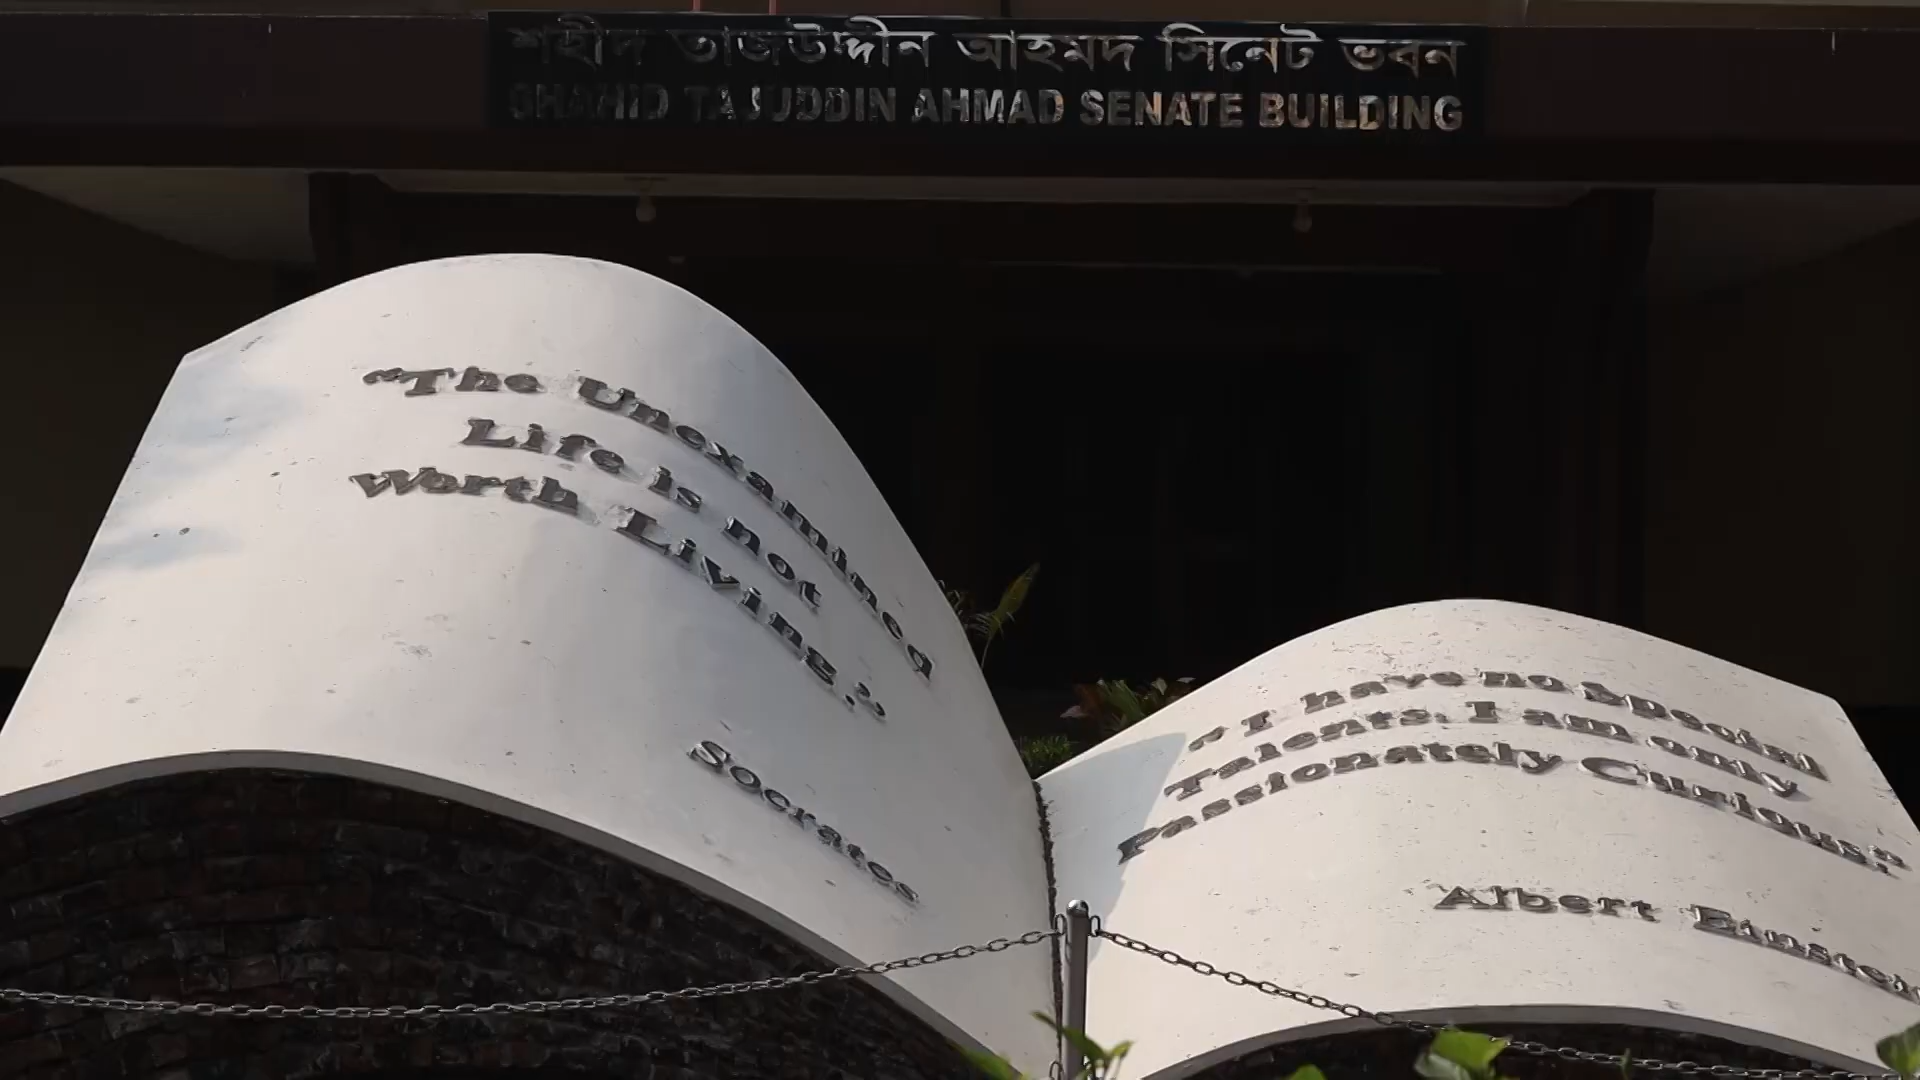 শহীদ তাজউদ্দীন আহমদ সিনেট ভবন
SHAHID TAJUDDIN AHMAD SENATE BUILDING
“The Unexamined
Life is not
Worth Living.”
Socrates
“I have no Special
Talents. I am only
Passionately Curious”
Albert Einstein